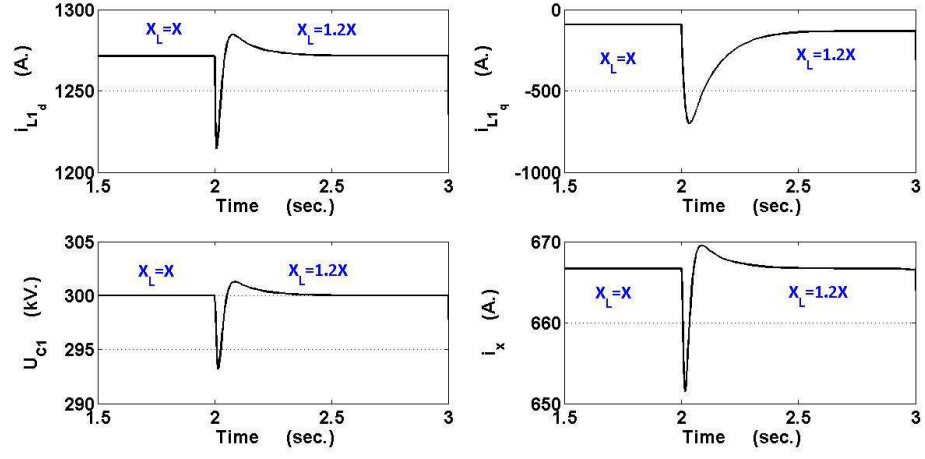 1300
1250
1200
i_L1_d (A.)
X_L=X
X_L=1.2X
1.5 2 2.5 3
Time (sec.)
0
-500
-1000
i_L1_q (A.)
X_L=X
X_L=1.2X
1.5 2 2.5 3
Time (sec.)
305
300
295
290
U_C1 (kV.)
X_L=X
X_L=1.2X
1.5 2 2.5 3
Time (sec.)
670
660
650
i_x (A.)
X_L=X
X_L=1.2X
1.5 2 2.5 3
Time (sec.)